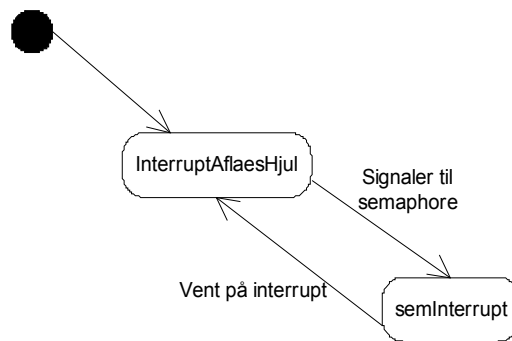 InterruptAflaesHjul
Signaler til
semaphore
Vent på interrupt
semInterrupt